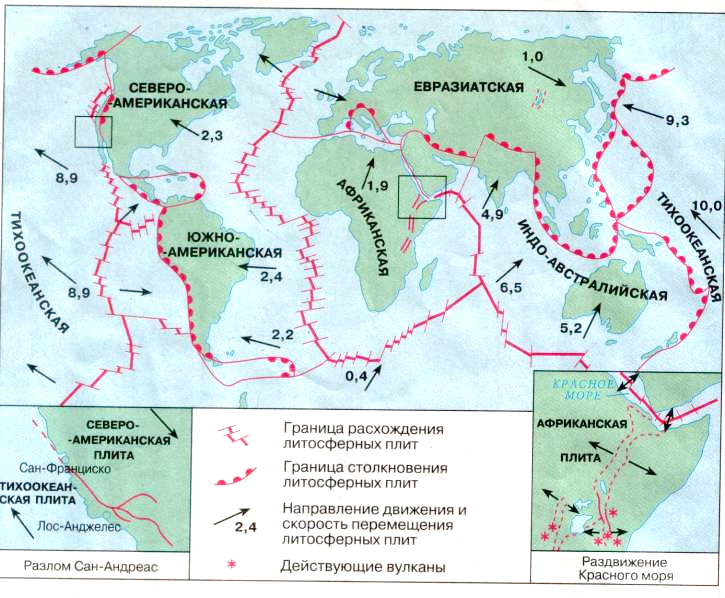 СЕВЕРО-
-АМЕРИКАНСКАЯ
2,3
8,9
ЕВРАЗИАТСКАЯ
1,0
9,3
10,0
ТИХООКЕАНСКАЯ
1,9
АФРИКАНСКАЯ
4,9
ИНДО-АВСТРАЛИЙСКАЯ
6,5
5,2
ТИХООКЕАНСКАЯ
8,9
ЮЖНО-
-АМЕРИКАНСКАЯ
2,4
2,2
0,4
СЕВЕРО-
-АМЕРИКАНСКАЯ
ПЛИТА
Сан-Франциско
ТИХООКЕАН-
СКАЯ ПЛИТА
Лос-Анджелес
Разлом Сан-Андреас
Граница расхождения
литосферных плит
Граница столкновения
литосферных плит
2,4
Направление движения и
скорость перемещения
литосферных плит
Действующие вулканы
КРАСНОЕ
МОРЕ
АФРИКАНСКАЯ
ПЛИТА
Раздвижение
Красного моря